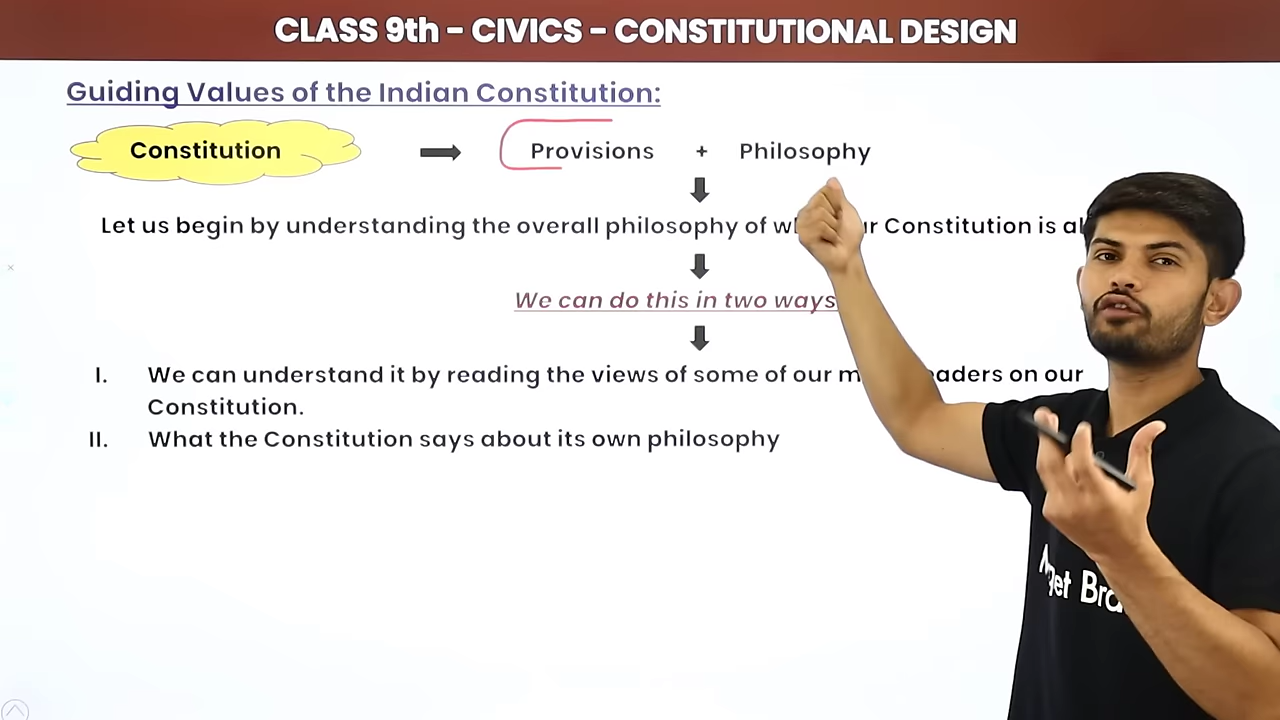 CLASS 9th - CIVICS - CONSTITUTIONAL DESIGN
Guiding Values of the Indian Constitution:
Constitution Provisions + Philosophy
Let us begin by understanding the overall philosophy of Constitution is
We can do this in two ways
I. We can understand it by reading the views of some of our on our
Constitution.
II. What the Constitution says about its own philosophy